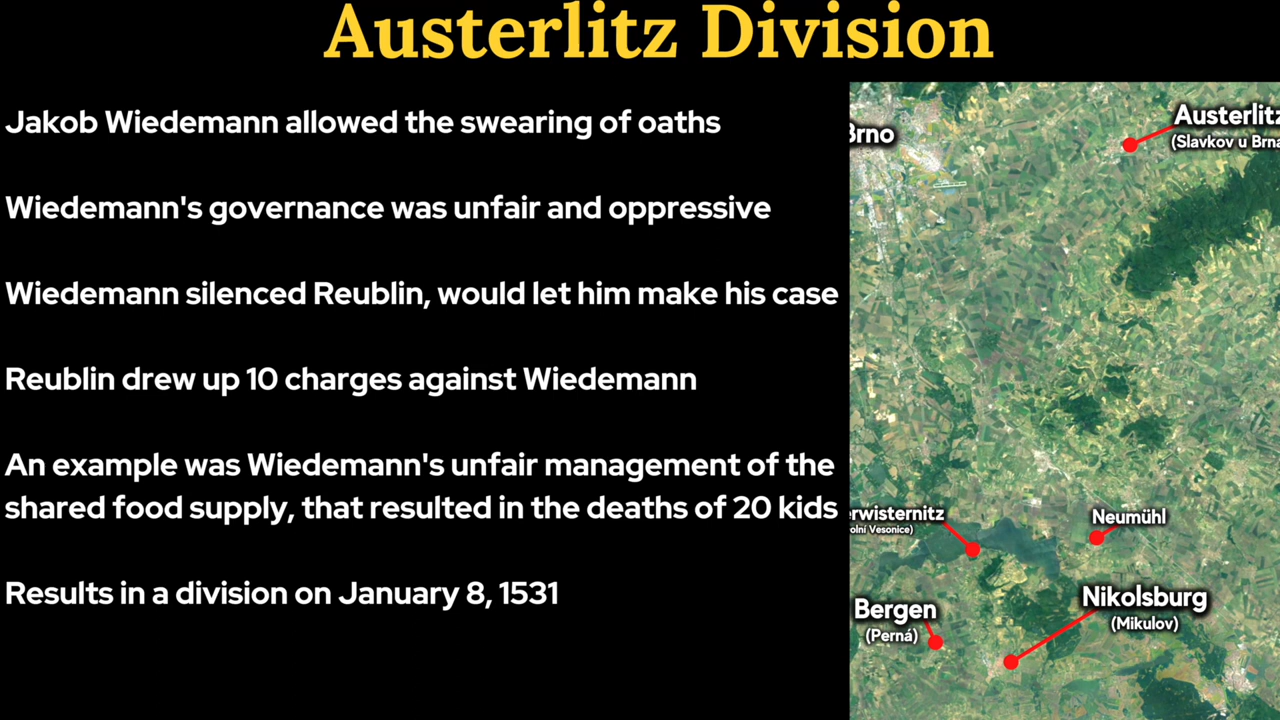 Austerlitz Division
Jakob Wiedemann allowed the swearing of oaths
Wiedemann's governance was unfair and oppressive
Wiedemann silenced Reublin, would let him make his case
Reublin drew up 10 charges against Wiedemann
An example was Wiedemann's unfair management of the
shared food supply, that resulted in the deaths of 20 kids
Results in a division on January 8, 1531
Brno
Austerlitz
(Slavkov u Brna
erwisternitz
olní Vesonice)
Neumühl
Bergen
(Perná)
Nikolsburg
(Mikulov)